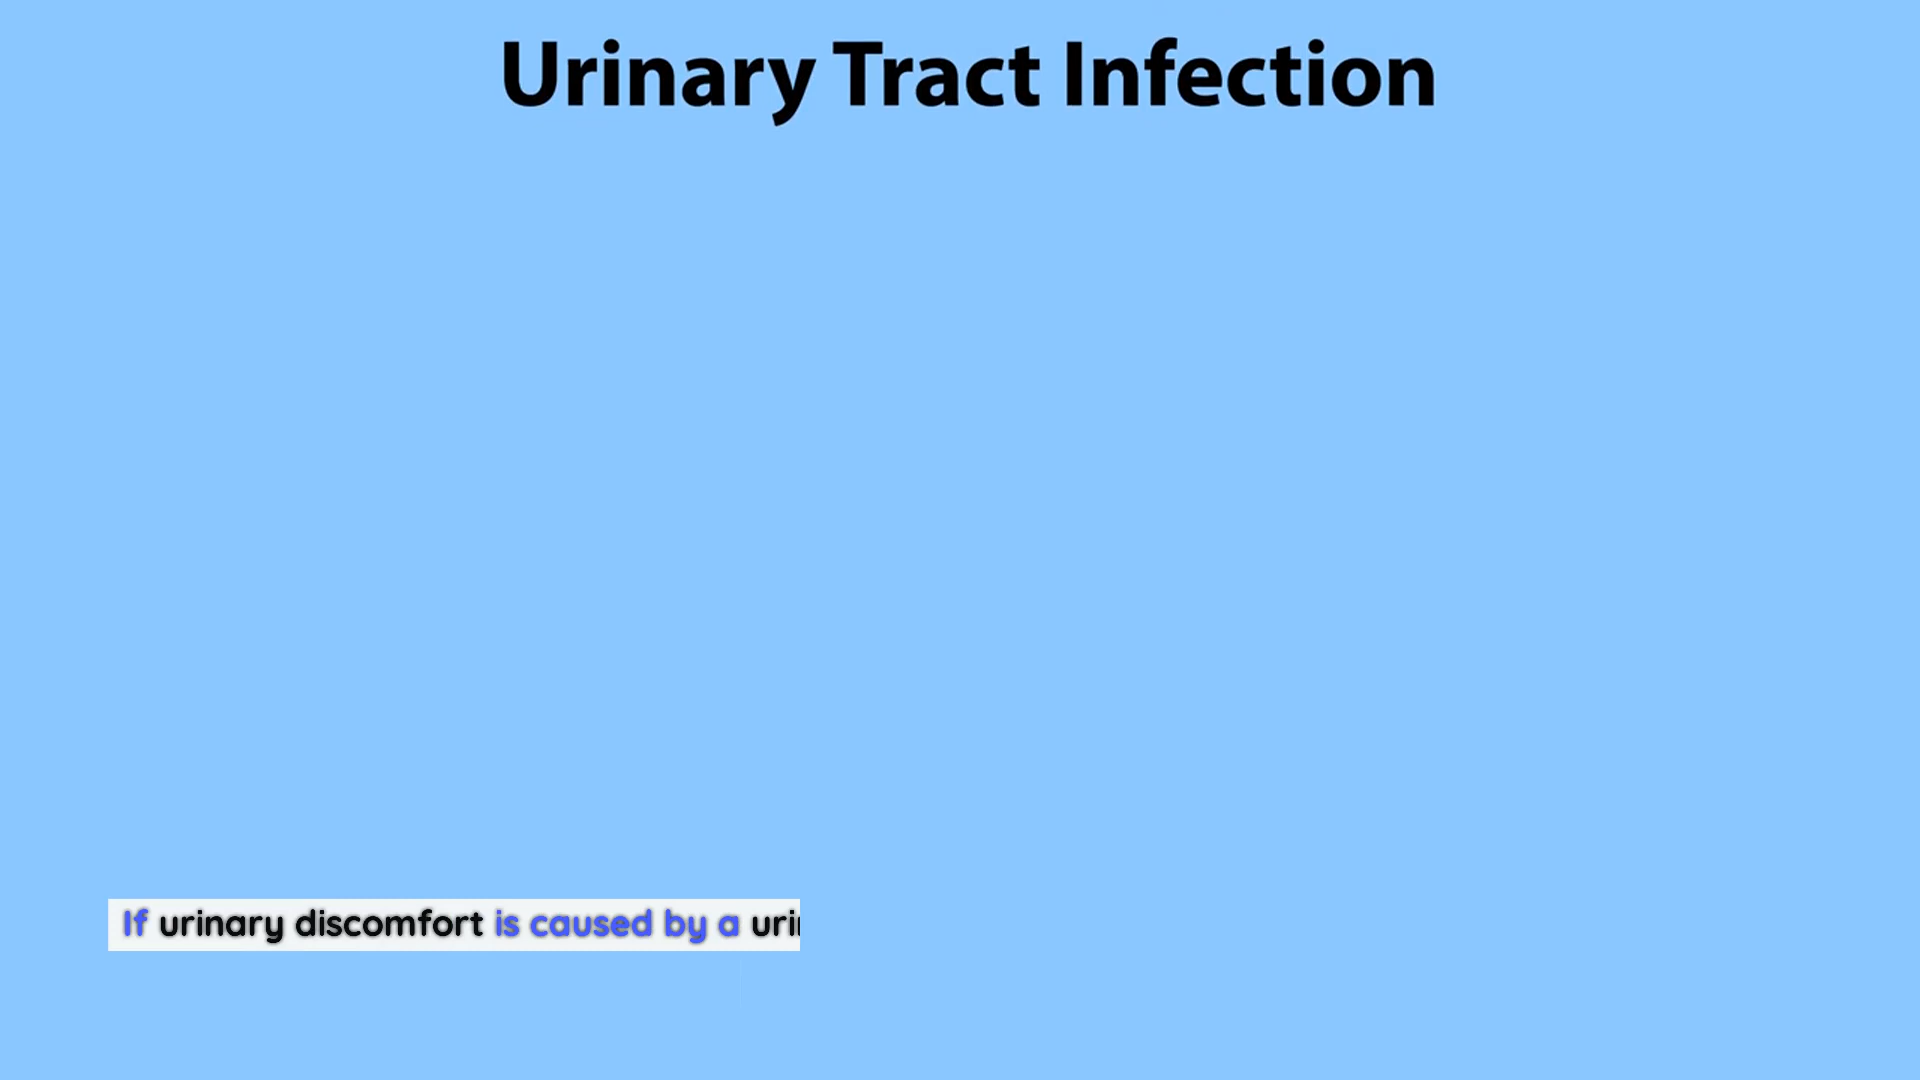 Urinary Tract Infection
If urinary discomfort is caused by a